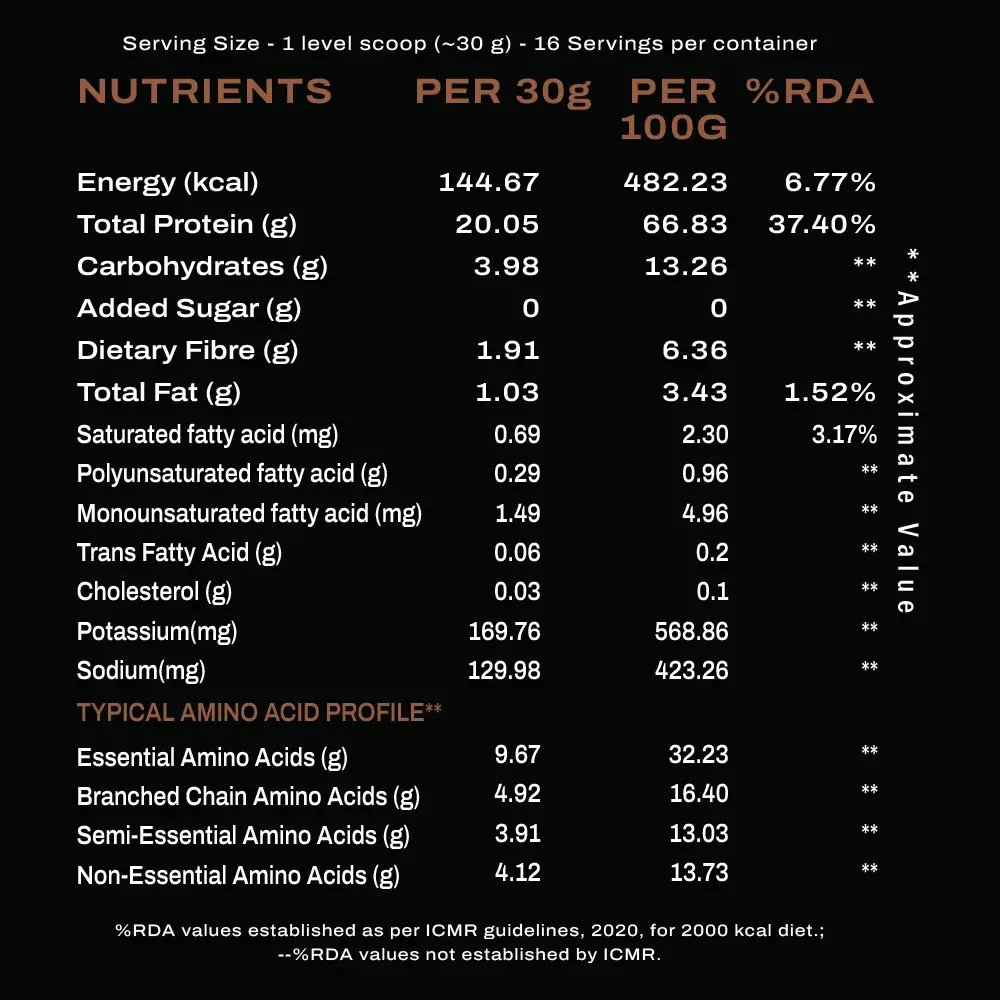 Serving Size - 1 level scoop (~30 g) - 16 Servings per container
NUTRIENTS PER 30g PER 100G %RDA
Energy (kcal) 144.67 482.23 6.77%
Total Protein (g) 20.05 66.83 37.40%
Carbohydrates (g) 3.98 13.26 **
Added Sugar (g) 0 0 **
Dietary Fibre (g) 1.91 6.36 **
Total Fat (g) 1.03 3.43 1.52%
Saturated fatty acid (mg) 0.69 2.30 3.17%
Polyunsaturated fatty acid (g) 0.29 0.96 **
Monounsaturated fatty acid (mg) 1.49 4.96 **
Trans Fatty Acid (g) 0.06 0.2 **
Cholesterol (g) 0.03 0.1 **
Potassium(mg) 169.76 568.86 **
Sodium(mg) 129.98 423.26 **
TYPICAL AMINO ACID PROFILE**
Essential Amino Acids (g) 9.67 32.23 **
Branched Chain Amino Acids (g) 4.92 16.40 **
Semi-Essential Amino Acids (g) 3.91 13.03 **
Non-Essential Amino Acids (g) 4.12 13.73 **
**Approximate Value
%RDA values established as per ICMR guidelines, 2020, for 2000 kcal diet.;
--%RDA values not established by ICMR.